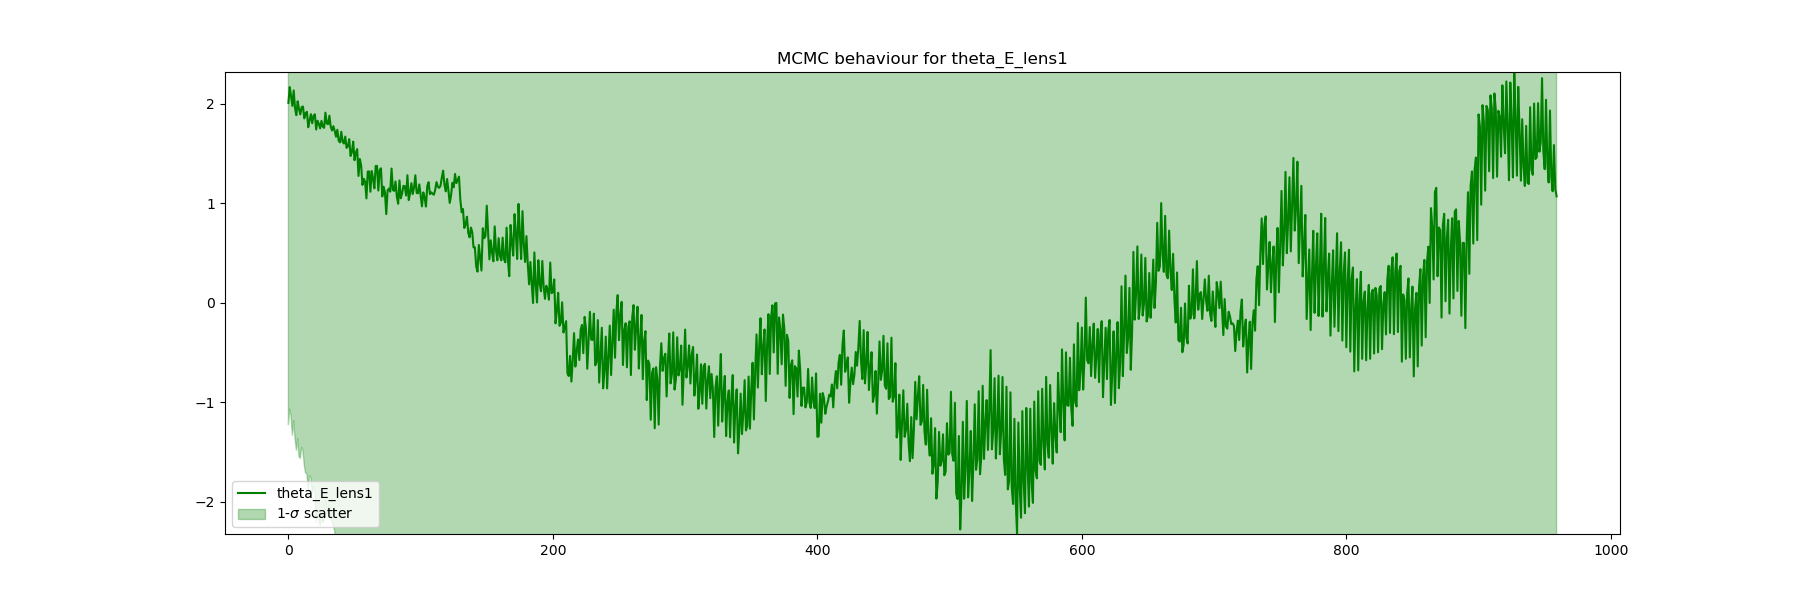 MCMC behaviour for theta_E_lens1
2
1
0
−1
−2
theta_E_lens1
1-σ scatter
0 200 400 600 800 1000